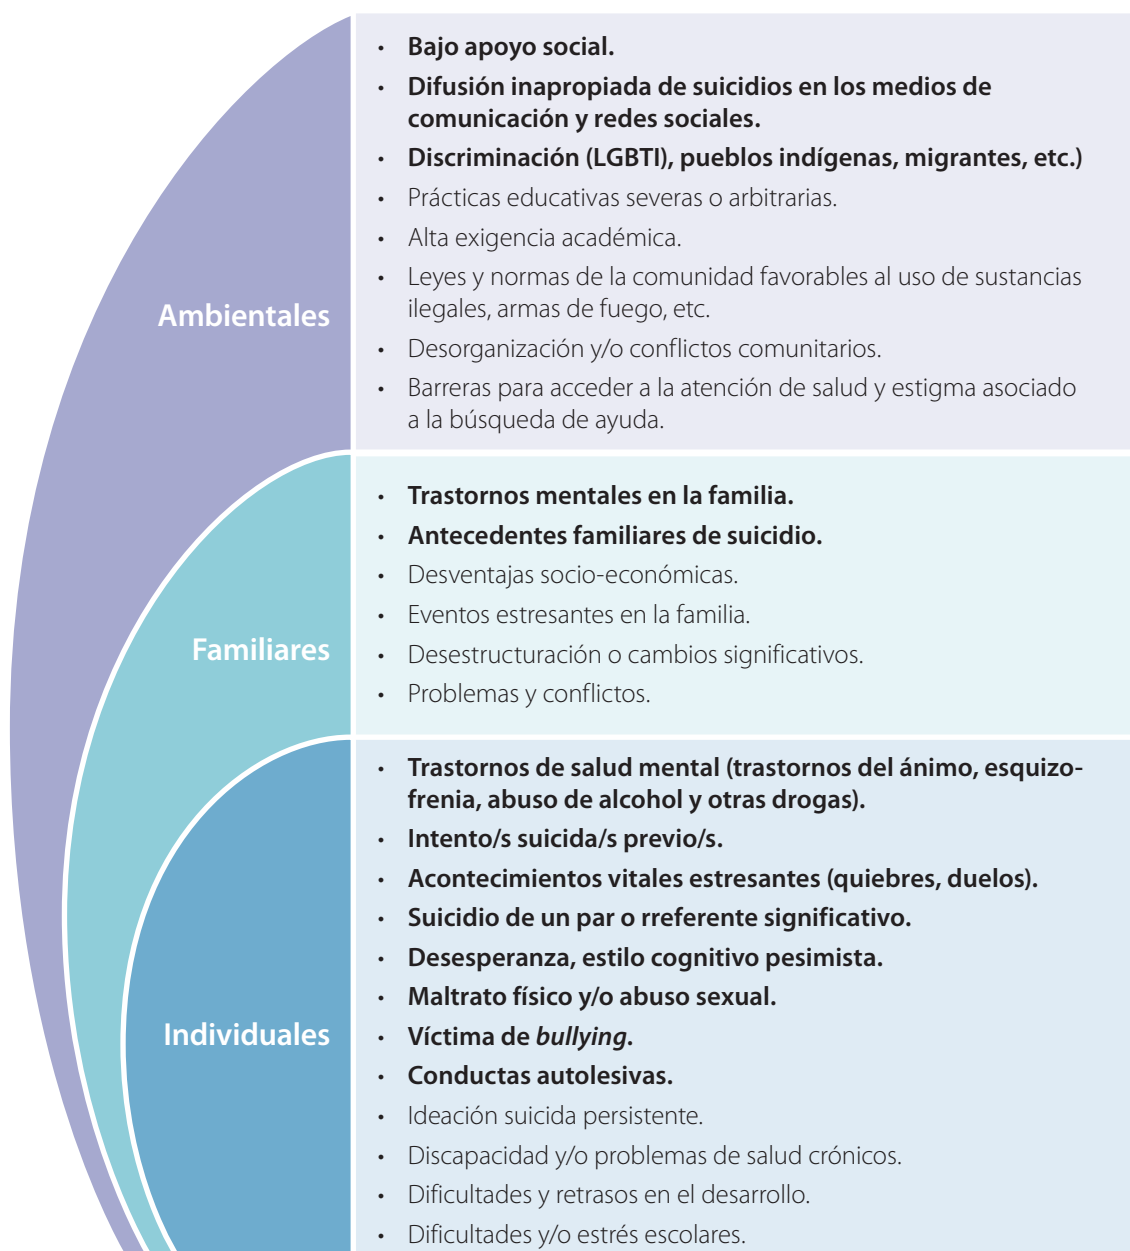 Ambientales
• Bajo apoyo social.
• Difusión inapropiada de suicidios en los medios de
comunicación y redes sociales.
• Discriminación (LGBTI), pueblos indígenas, migrantes, etc.)
• Prácticas educativas severas o arbitrarias.
• Alta exigencia académica.
• Leyes y normas de la comunidad favorables al uso de sustancias
ilegales, armas de fuego, etc.
• Desorganización y/o conflictos comunitarios.
• Barreras para acceder a la atención de salud y estigma asociado
a la búsqueda de ayuda.
Familiares
• Trastornos mentales en la familia.
• Antecedentes familiares de suicidio.
• Desventajas socio-económicas.
• Eventos estresantes en la familia.
• Desestructuración o cambios significativos.
• Problemas y conflictos.
Individuales
• Trastornos de salud mental (trastornos del ánimo, esquizo-
frenia, abuso de alcohol y otras drogas).
• Intento/s suicida/s previo/s.
• Acontecimientos vitales estresantes (quiebres, duelos).
• Suicidio de un par o rreferente significativo.
• Desesperanza, estilo cognitivo pesimista.
• Maltrato físico y/o abuso sexual.
• Víctima de bullying.
• Conductas autolesivas.
• Ideación suicida persistente.
• Discapacidad y/o problemas de salud crónicos.
• Dificultades y retrasos en el desarrollo.
• Dificultades y/o estrés escolares.